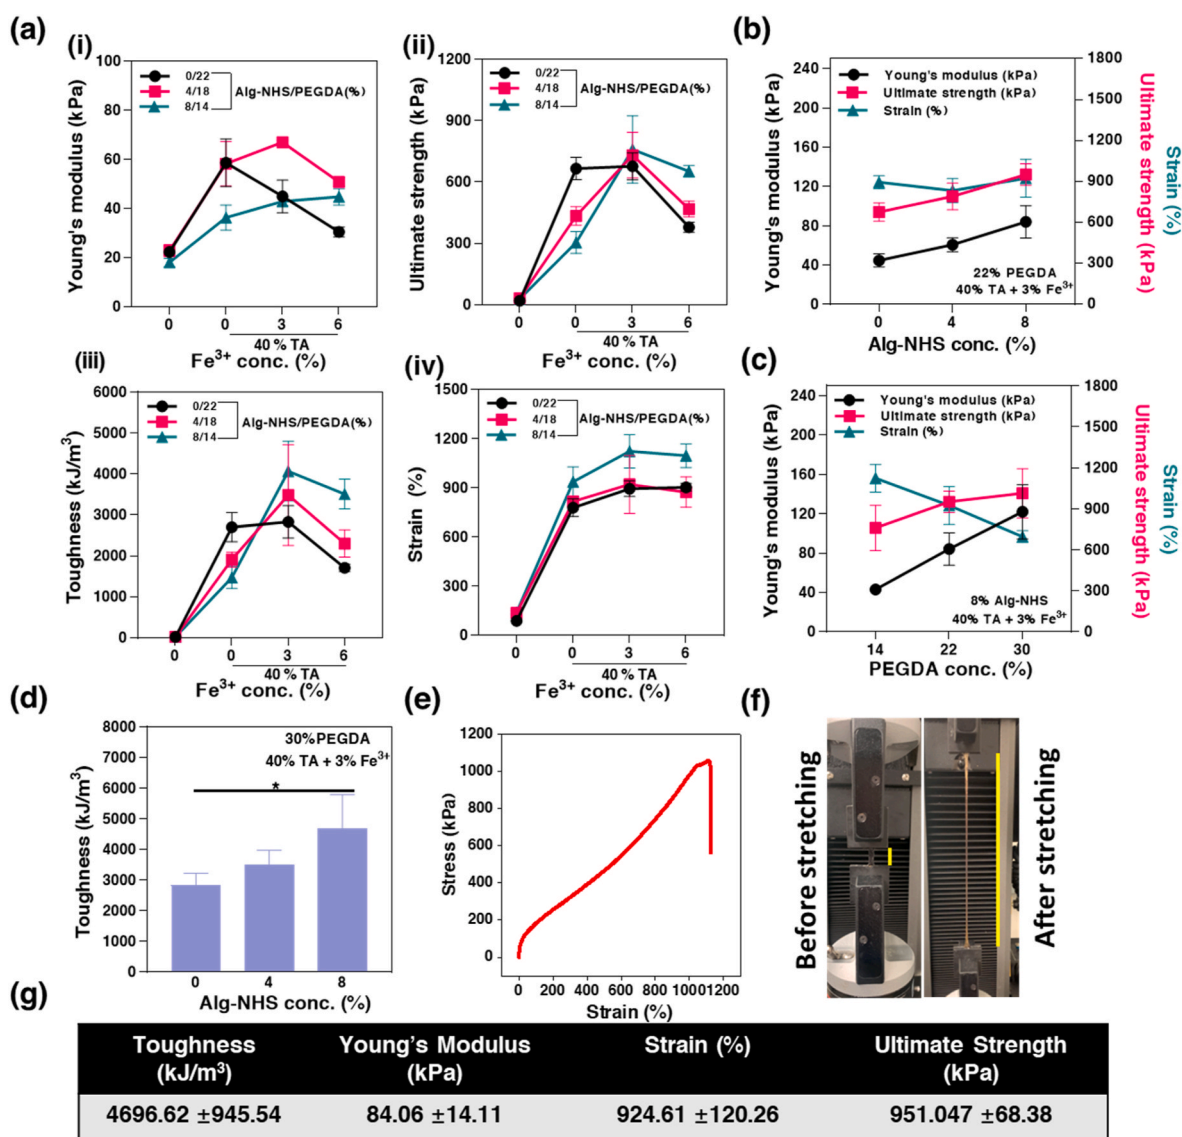 (a)
(i)
Young's modulus (kPa)
100
80
60
40
20
0
0/22
4/18
8/14
Alg-NHS/PEGDA(%)
0 0 3 6
40 % TA
Fe³⁺ conc. (%)
(ii)
Ultimate strength (kPa)
1200
900
600
300
0
0/22
4/18
8/14
Alg-NHS/PEGDA(%)
0 0 3 6
40 % TA
Fe³⁺ conc. (%)
(b)
Young's modulus (kPa)
240
200
160
120
80
40
0
Young's modulus (kPa)
Ultimate strength (kPa)
Strain (%)
22% PEGDA
40% TA + 3% Fe³⁺
1800
1500
1200
900
600
300
0
Strain (%)
Ultimate strength (kPa)
0 4 8
Alg-NHS conc. (%)
(iii)
Toughness (kJ/m³)
6000
5000
4000
3000
2000
1000
0
0/22
4/18
8/14
Alg-NHS/PEGDA(%)
0 0 3 6
40 % TA
Fe³⁺ conc. (%)
(iv)
Strain (%)
1500
1200
900
600
300
0
0/22
4/18
8/14
Alg-NHS/PEGDA(%)
0 0 3 6
40 % TA
Fe³⁺ conc. (%)
(c)
Young's modulus (kPa)
240
200
160
120
80
40
0
Young's modulus (kPa)
Ultimate strength (kPa)
Strain (%)
8% Alg-NHS
40% TA + 3% Fe³⁺
1800
1500
1200
900
600
300
0
Strain (%)
Ultimate strength (kPa)
14 22 30
PEGDA conc. (%)
(d)
Toughness (kJ/m³)
8000
7000
6000
5000
4000
3000
2000
1000
0
30%PEGDA
40% TA + 3% Fe³⁺
*
0 4 8
Alg-NHS conc. (%)
(e)
Stress (kPa)
1200
1000
800
600
400
200
0
0 200 400 600 800 1000 1200
Strain (%)
(f)
Before stretching
After stretching
(g)
Toughness Young's Modulus Strain (%) Ultimate Strength
(kJ/m³) (kPa) (kPa)
4696.62 ±945.54 84.06 ±14.11 924.61 ±120.26 951.047 ±68.38